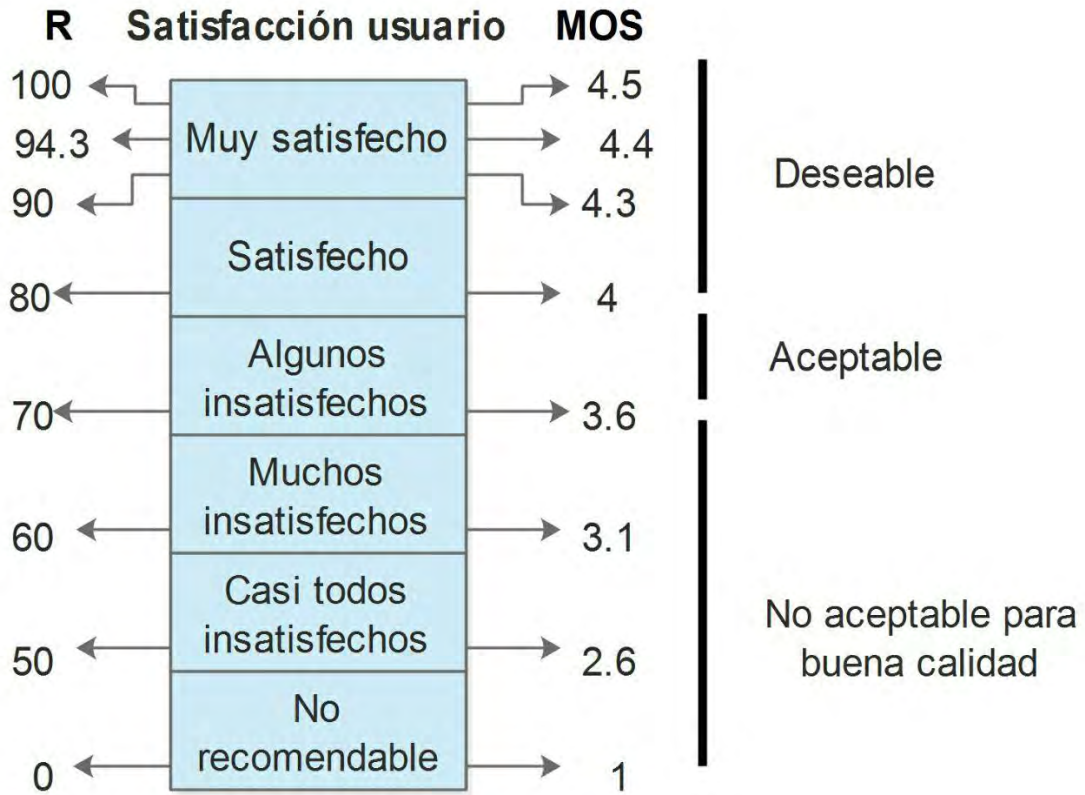 R Satisfacción usuario MOS
100 4.5
94.3 Muy satisfecho 4.4
Deseable
90 4.3
Satisfecho
80 4
Algunos
insatisfechos
Aceptable
70 3.6
Muchos
insatisfechos
60 3.1
Casi todos
insatisfechos
No aceptable para
buena calidad
50 2.6
No
recomendable
0 1